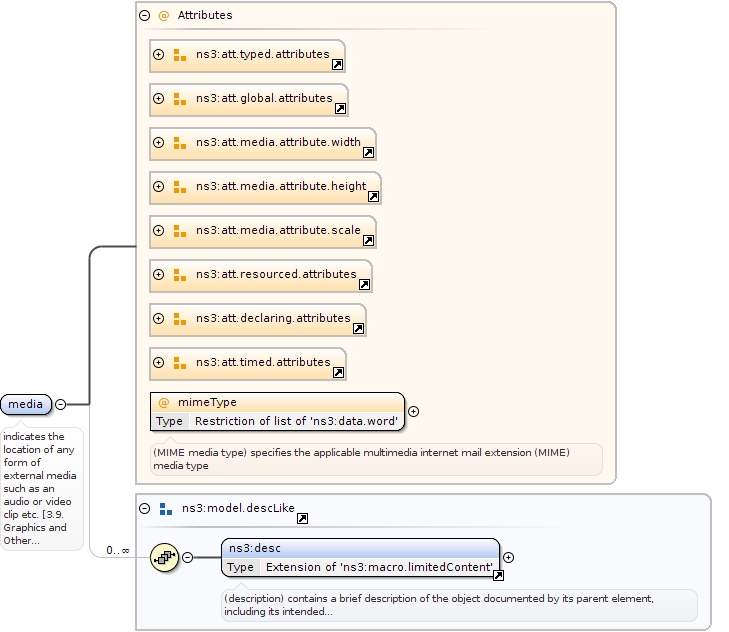 Attributes
ns3:att.typed.attributes
ns3:att.global.attributes
ns3:att.media.attribute.width
ns3:att.media.attribute.height
ns3:att.media.attribute.scale
ns3:att.resourced.attributes
ns3:att.declaring.attributes
ns3:att.timed.attributes
@ mimeType
Type Restriction of list of 'ns3:data.word'
(MIME media type) specifies the applicable multimedia internet mail extension (MIME)
media type
media
indicates the
location of any
form of
external media
such as an
audio or video
clip etc. [3.9.
Graphics and
Other...
ns3:model.descLike
0..∞
ns3:desc
Type Extension of 'ns3:macro.limitedContent'
(description) contains a brief description of the object documented by its parent element,
including its intended...